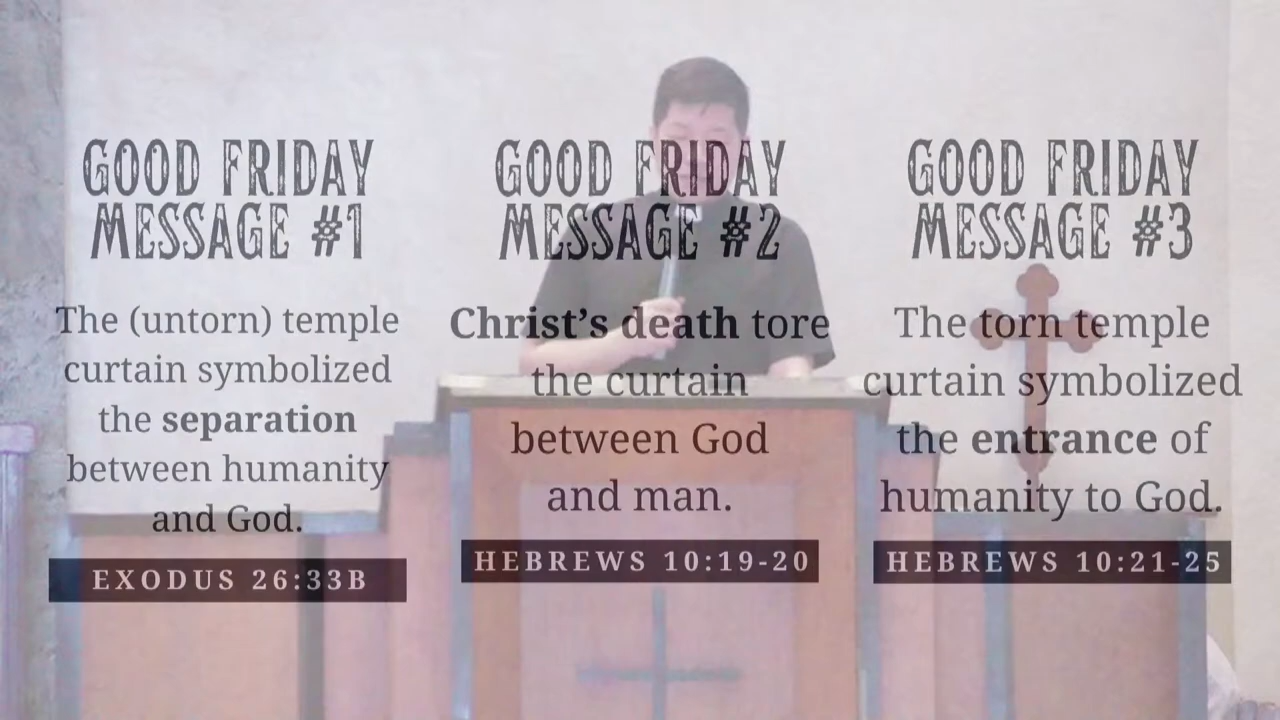 GOOD FRIDAY
MESSAGE #1
The (untorn) temple
curtain symbolized
the separation
between humanity
and God.
EXODUS 26:33B
GOOD FRIDAY
MESSAGE #2
Christ’s death tore
the curtain
between God
and man.
HEBREWS 10:19-20
GOOD FRIDAY
MESSAGE #3
The torn temple
curtain symbolized
the entrance of
humanity to God.
HEBREWS 10:21-25